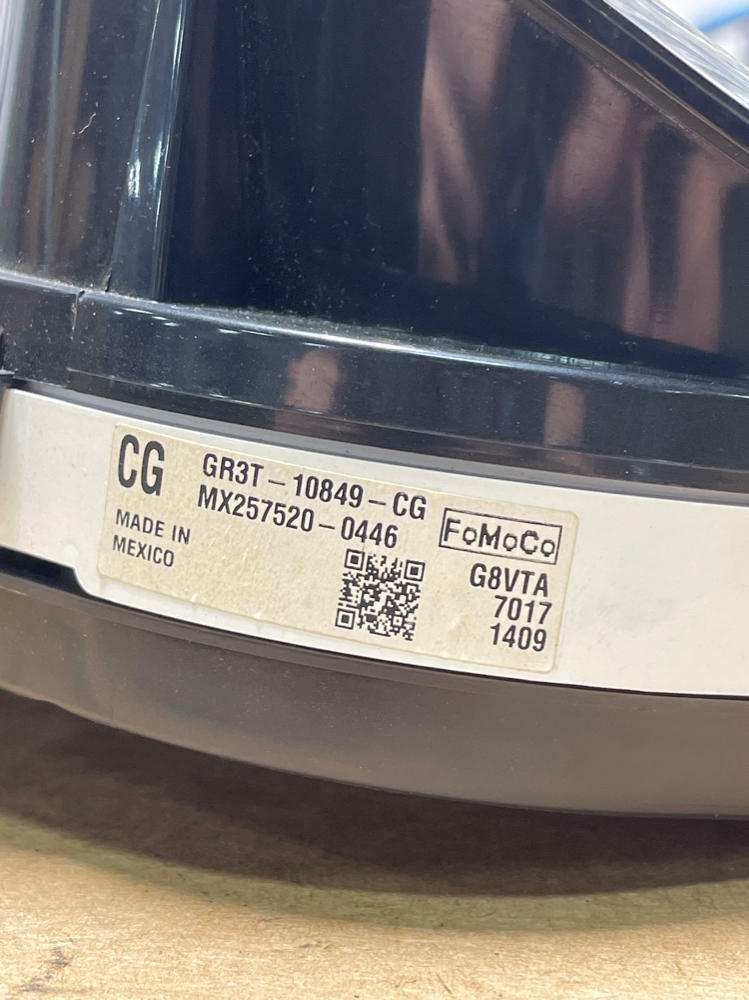 CG
GR3T-10849-CG
MX257520-0446
FoMoCo
MADE IN
MEXICO
G8VTA
7017
1409